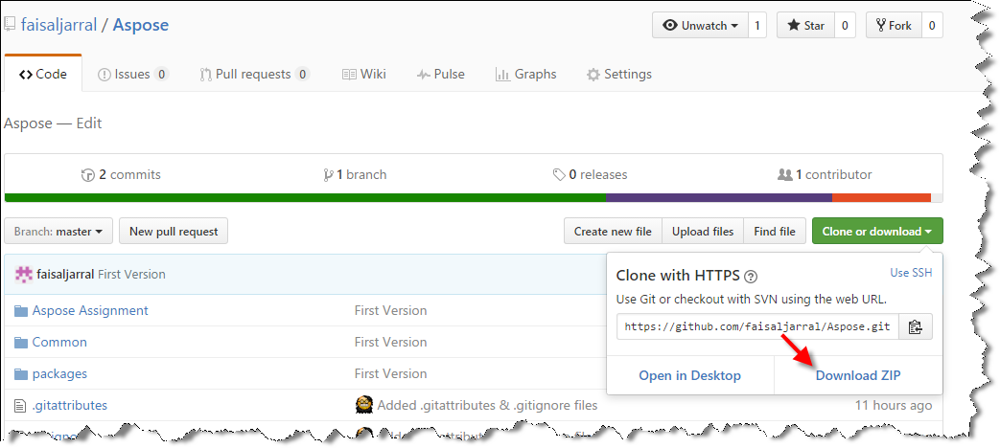 faisaljarral / Aspose
Unwatch 1 Star 0 Fork 0
Code Issues 0 Pull requests 0 Wiki Pulse Graphs Settings
Aspose — Edit
2 commits 1 branch 0 releases 1 contributor
Branch: master New pull request Create new file Upload files Find file Clone or download
faisaljarral First Version
Clone with HTTPS ? Use SSH
Use Git or checkout with SVN using the web URL.
Aspose Assignment First Version
https://github.com/faisaljarral/Aspose.git
Common First Version
packages First Version
Open in Desktop Download ZIP
.gitattributes Added .gitattributes & .gitignore files 11 hours ago